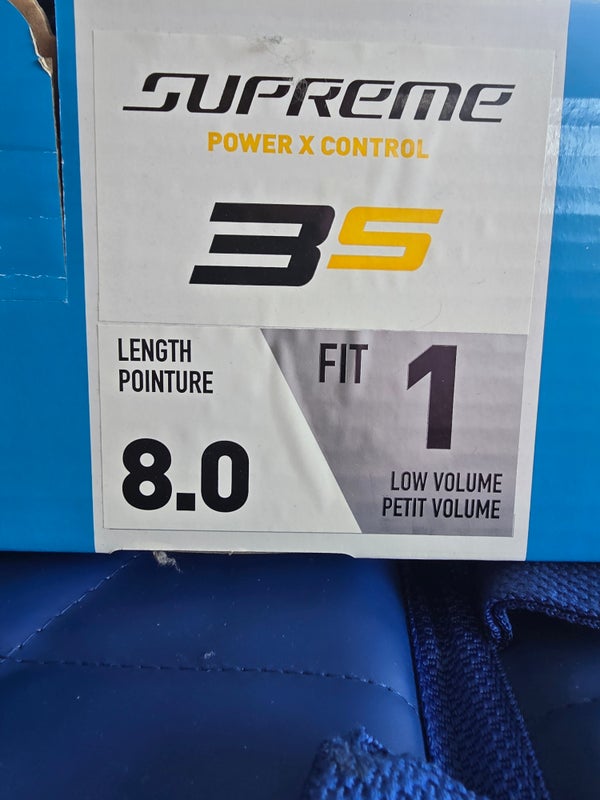 SUPREME
POWER X CONTROL
3S
LENGTH
POINTURE
8.0
FIT 1
LOW VOLUME
PETIT VOLUME